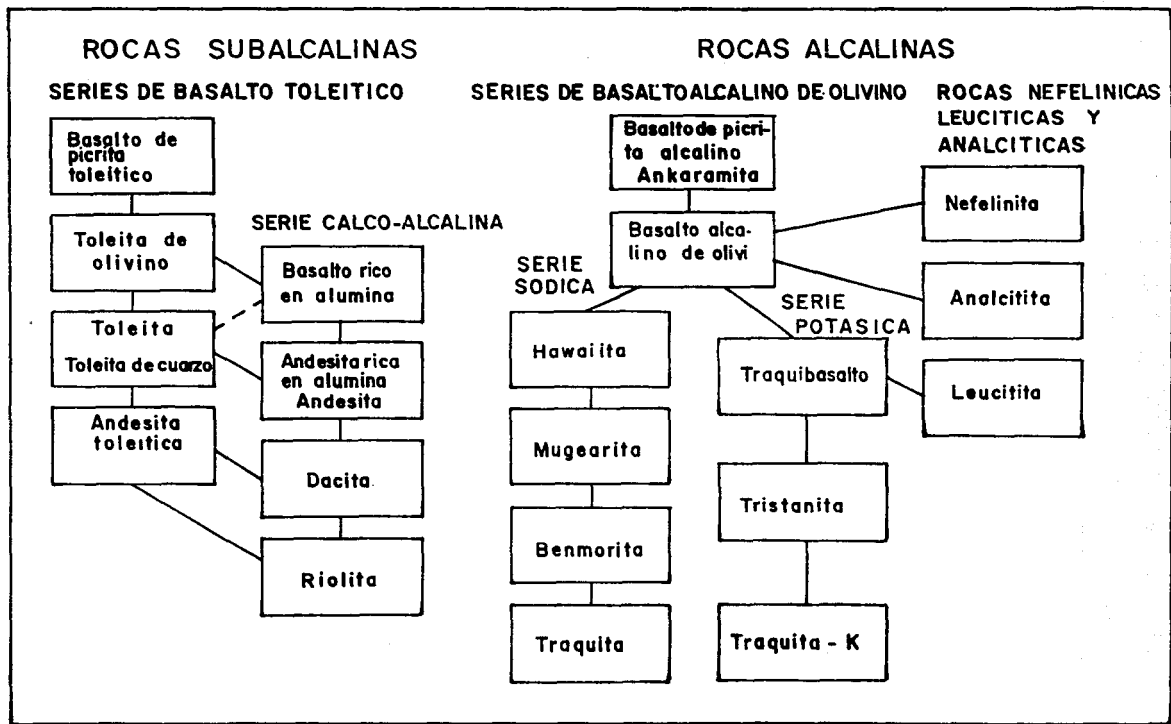 ROCAS SUBALCALINAS
SERIES DE BASALTO TOLEITICO
Basalto de
picrita
toleitico
Toleita de
olivino
Toleita
Toleita de cuarzo
Andesita
toleitica
SERIE CALCO-ALCALINA
Basalto rico
en alumina
Andesita rica
en alumina
Andesita
Dacita
Riolita
ROCAS ALCALINAS
SERIES DE BASALTO ALCALINO DE OLIVINO
Basalto de picri-
ta alcalino
Ankaramita
Basalto alca-
lino de olivi
SERIE
SODICA
Hawaiita
Mugearita
Benmorita
Traquita
SERIE
POTASICA
Traquibasalto
Tristanita
Traquita - K
ROCAS NEFELINICAS
LEUCITICAS Y
ANALCITICAS
Nefelinita
Analcitita
Leucitita